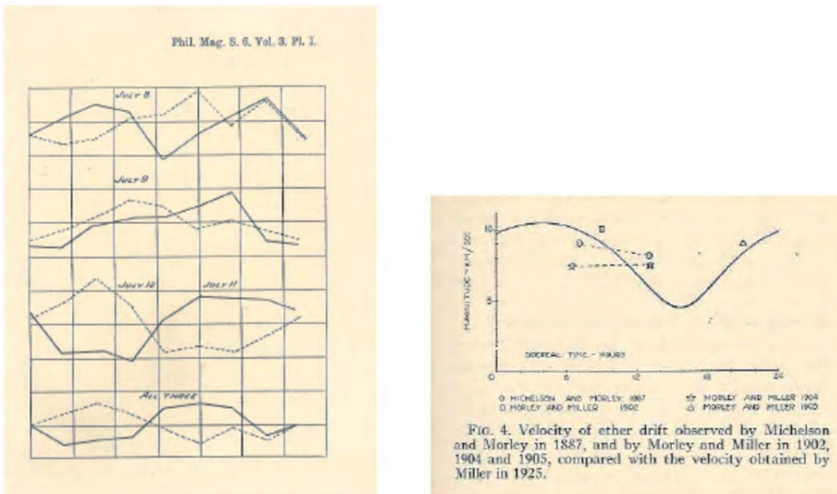 Phil. Mag. S. 6. Vol. 3. Pl. I.
JULY 8
JULY 9
JULY 12
JULY 11
ALL THREE
10
5
MAGNITUDE - KM/SEC
SIDEREAL TIME - HOURS
0
6
12
18
24
MICHELSON AND MORLEY 1887
MORLEY AND MILLER 1904
MORLEY AND MILLER 1902
MORLEY AND MILLER 1905
FIG. 4. Velocity of ether drift observed by Michelson
and Morley in 1887, and by Morley and Miller in 1902,
1904 and 1905, compared with the velocity obtained by
Miller in 1925.